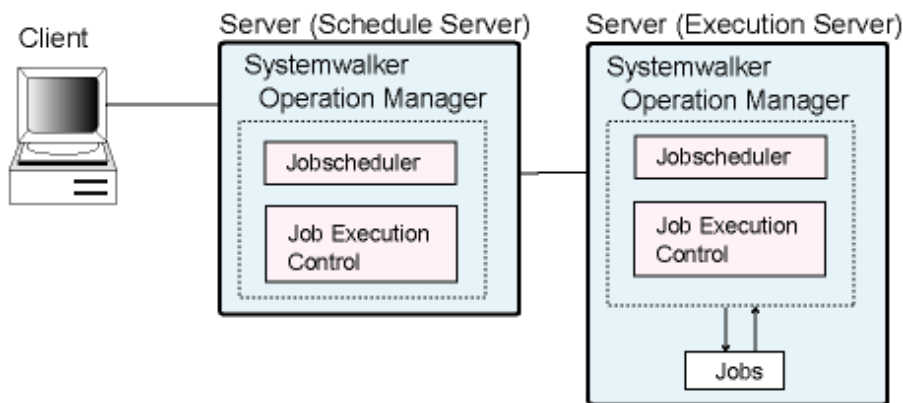 Client
Server (Schedule Server)
Systemwalker
Operation Manager
Jobscheduler
Job Execution
Control
Server (Execution Server)
Systemwalker
Operation Manager
Jobscheduler
Job Execution
Control
Jobs